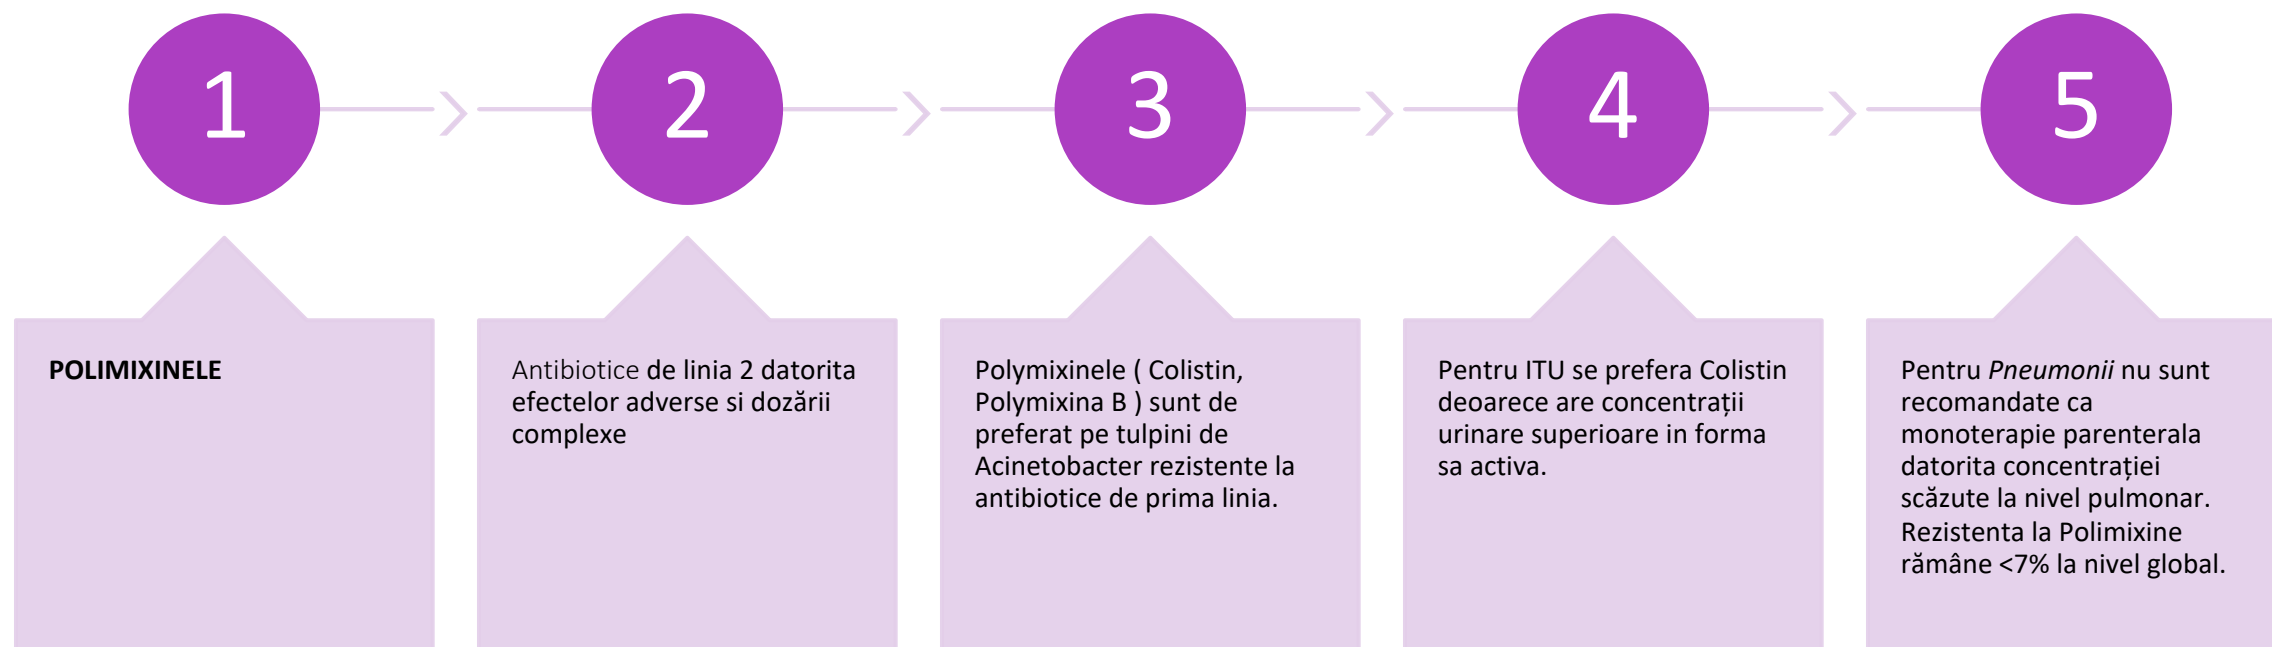 1
2
3
4
5
POLIMIXINELE
Antibiotice de linia 2 datorita
efectelor adverse si dozării
complexe
Polymixinele ( Colistin,
Polymixina B ) sunt de
preferat pe tulpini de
Acinetobacter rezistente la
antibiotice de prima linia.
Pentru ITU se prefera Colistin
deoarece are concentrații
urinare superioare in forma
sa activa.
Pentru Pneumonii nu sunt
recomandate ca
monoterapie parenterala
datorita concentrației
scăzute la nivel pulmonar.
Rezistenta la Polimixine
rămâne <7% la nivel global.